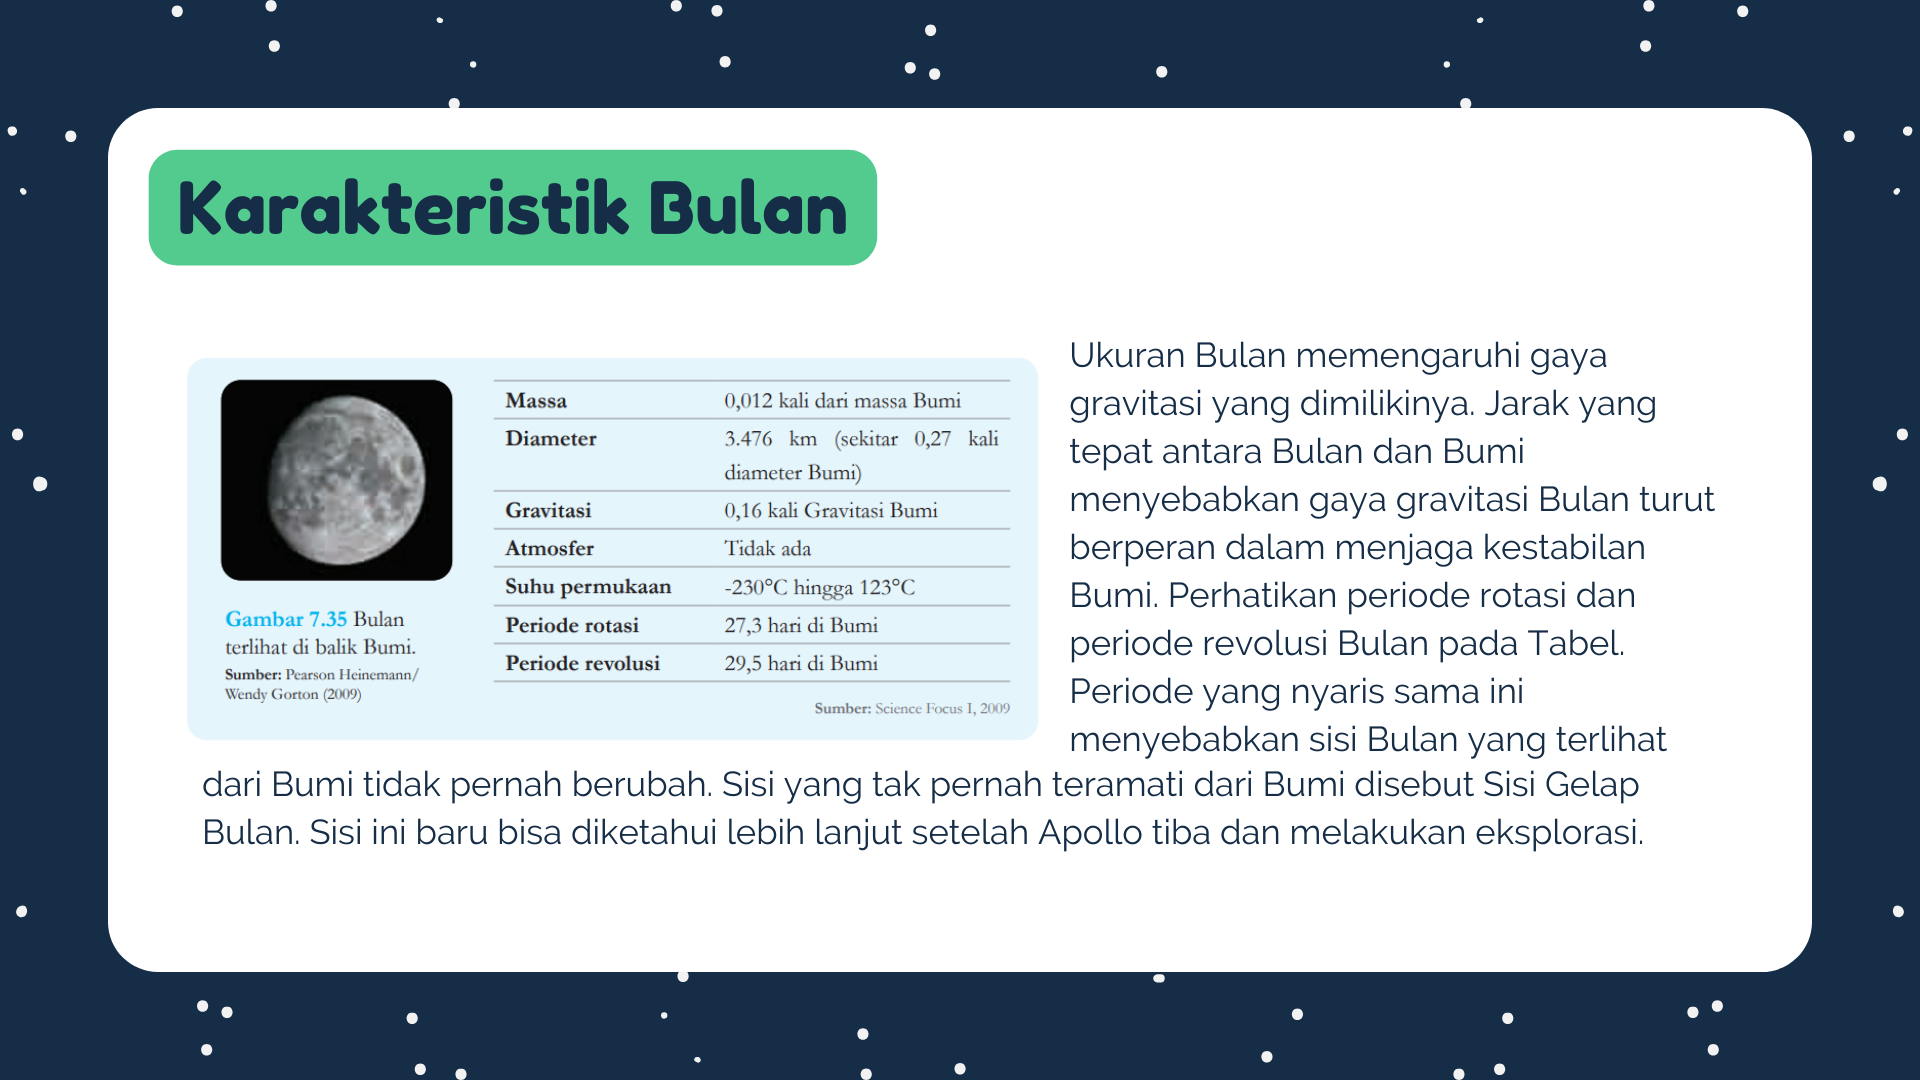 Karakteristik Bulan
Massa 0,012 kali dari massa Bumi
Diameter 3.476 km (sekitar 0,27 kali
diameter Bumi)
Gravitasi 0,16 kali Gravitasi Bumi
Atmosfer Tidak ada
Suhu permukaan -230°C hingga 123°C
Periode rotasi 27,3 hari di Bumi
Periode revolusi 29,5 hari di Bumi
Sumber: Science Focus I, 2009
Gambar 7.35 Bulan
terlihat di balik Bumi.
Sumber: Pearson Heinemann/
Wendy Gorton (2009)
Ukuran Bulan memengaruhi gaya
gravitasi yang dimilikinya. Jarak yang
tepat antara Bulan dan Bumi
menyebabkan gaya gravitasi Bulan turut
berperan dalam menjaga kestabilan
Bumi. Perhatikan periode rotasi dan
periode revolusi Bulan pada Tabel.
Periode yang nyaris sama ini
menyebabkan sisi Bulan yang terlihat
dari Bumi tidak pernah berubah. Sisi yang tak pernah teramati dari Bumi disebut Sisi Gelap
Bulan. Sisi ini baru bisa diketahui lebih lanjut setelah Apollo tiba dan melakukan eksplorasi.